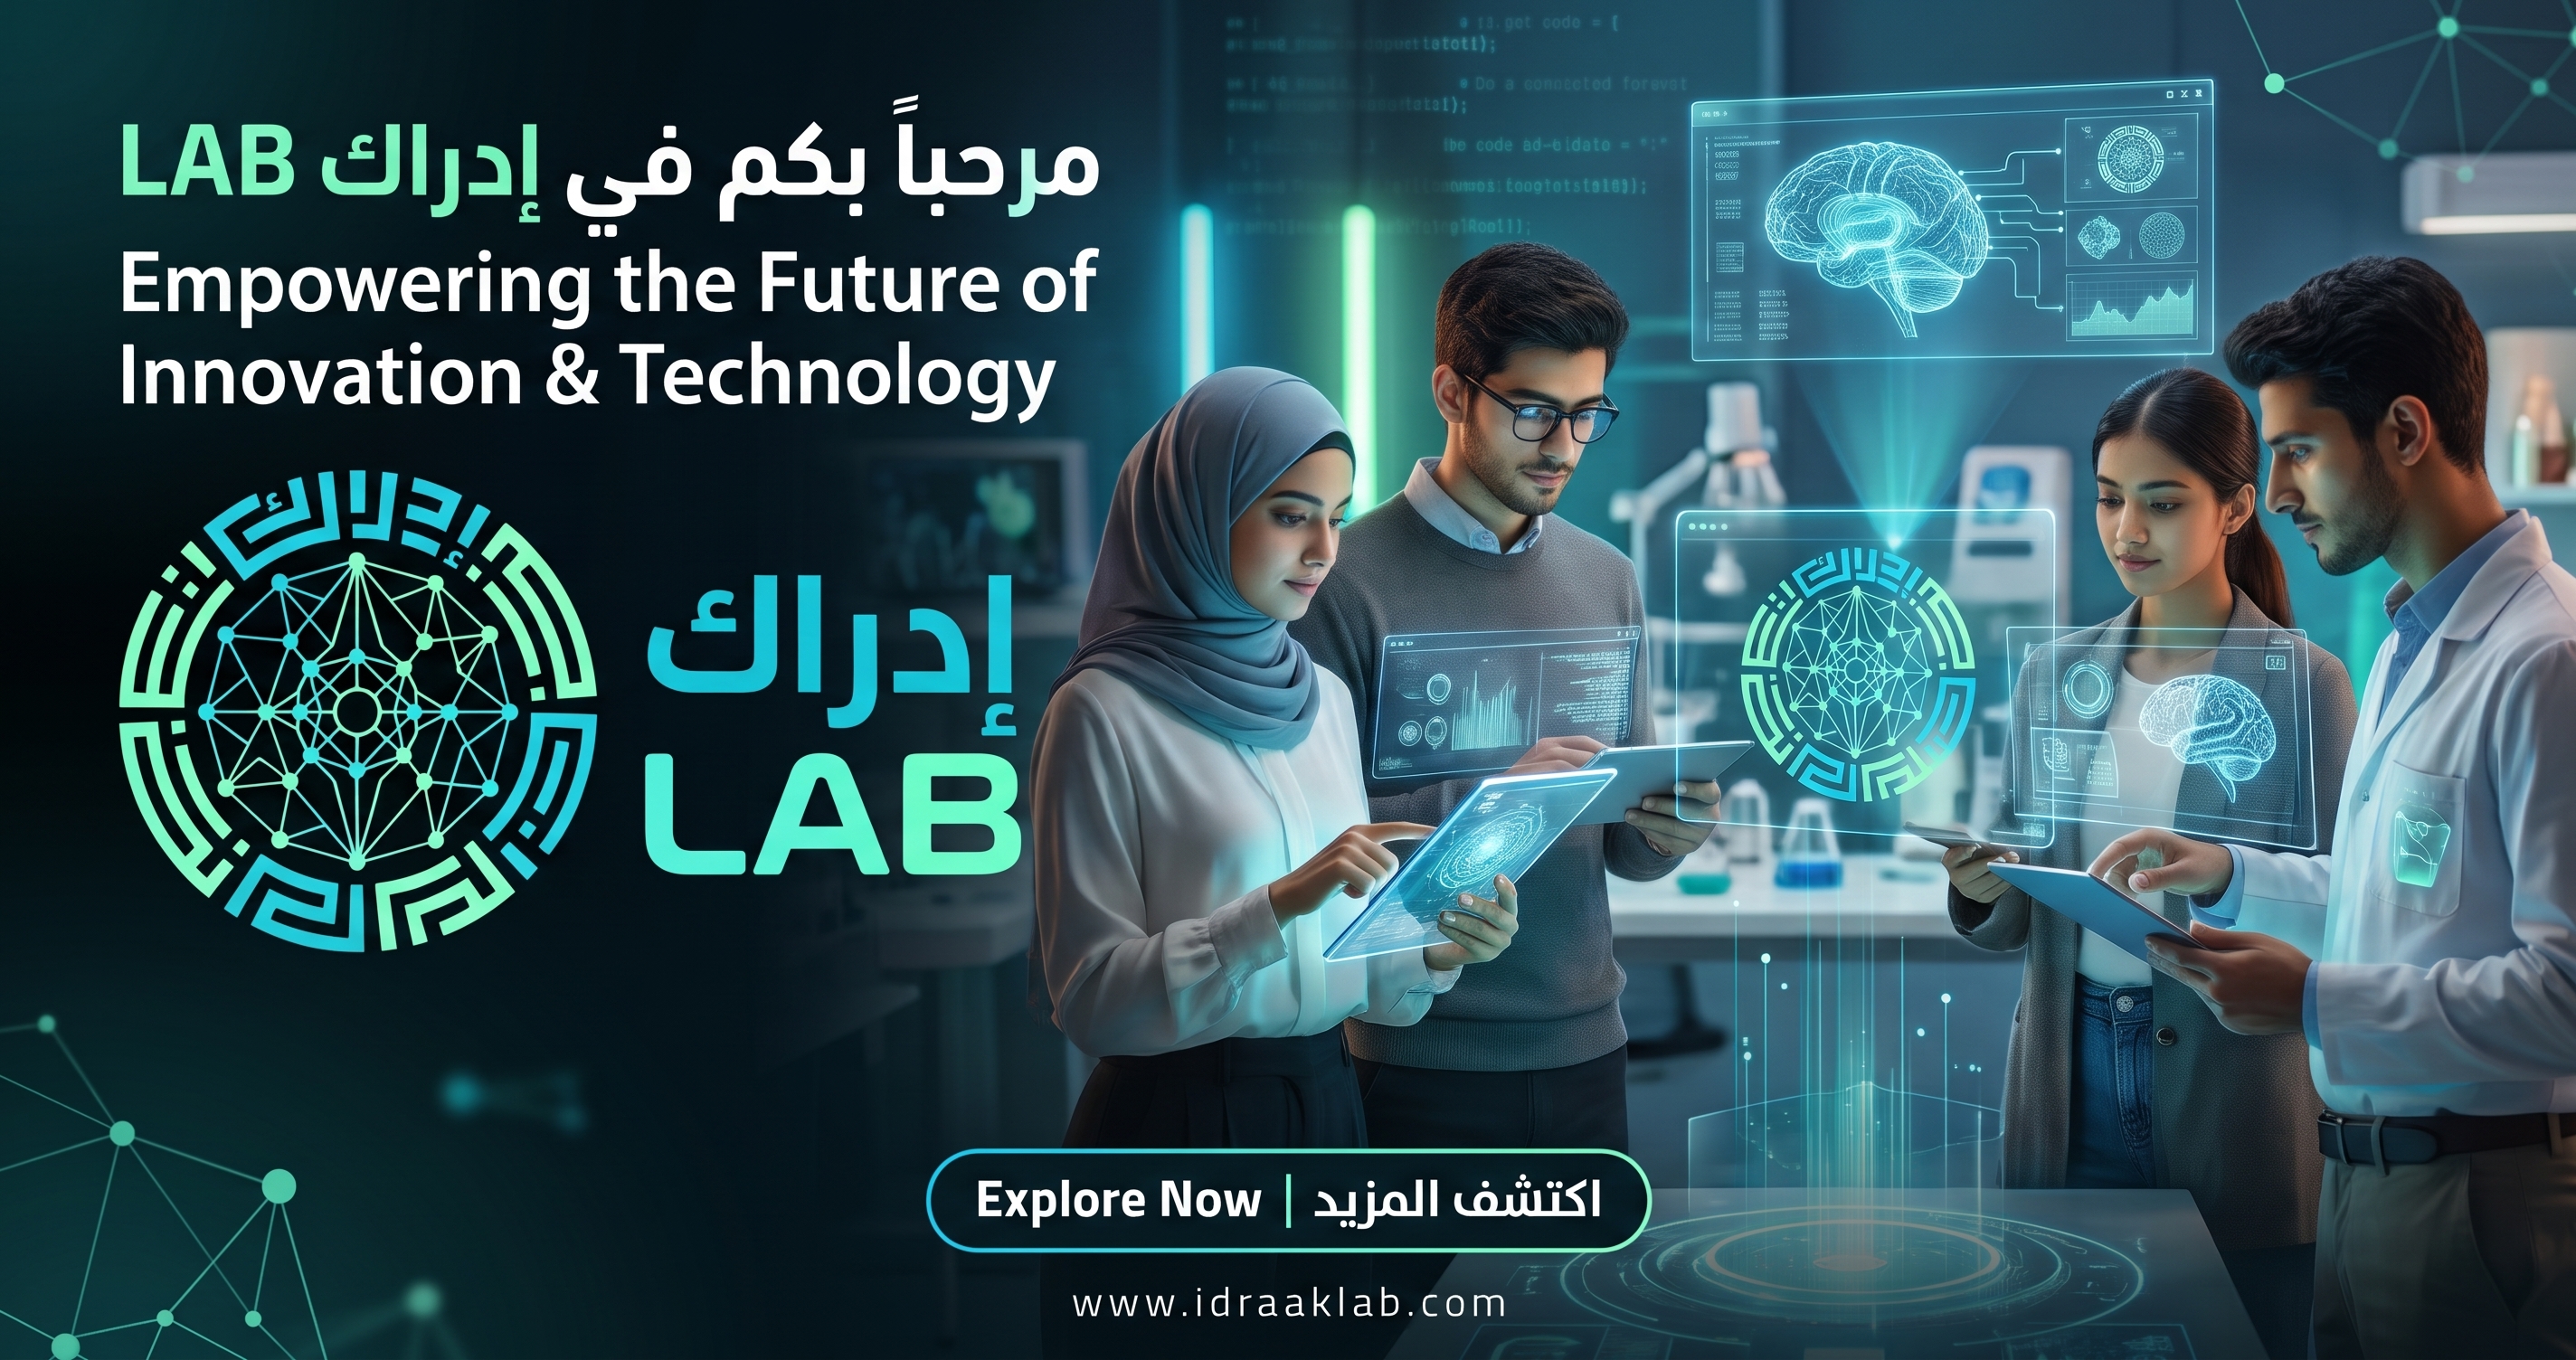 مرحباً بكم في إدراك LAB
Empowering the Future of
Innovation & Technology
إدراك
LAB
Explore Now | اكتشف المزيد
www.idraaklab.com